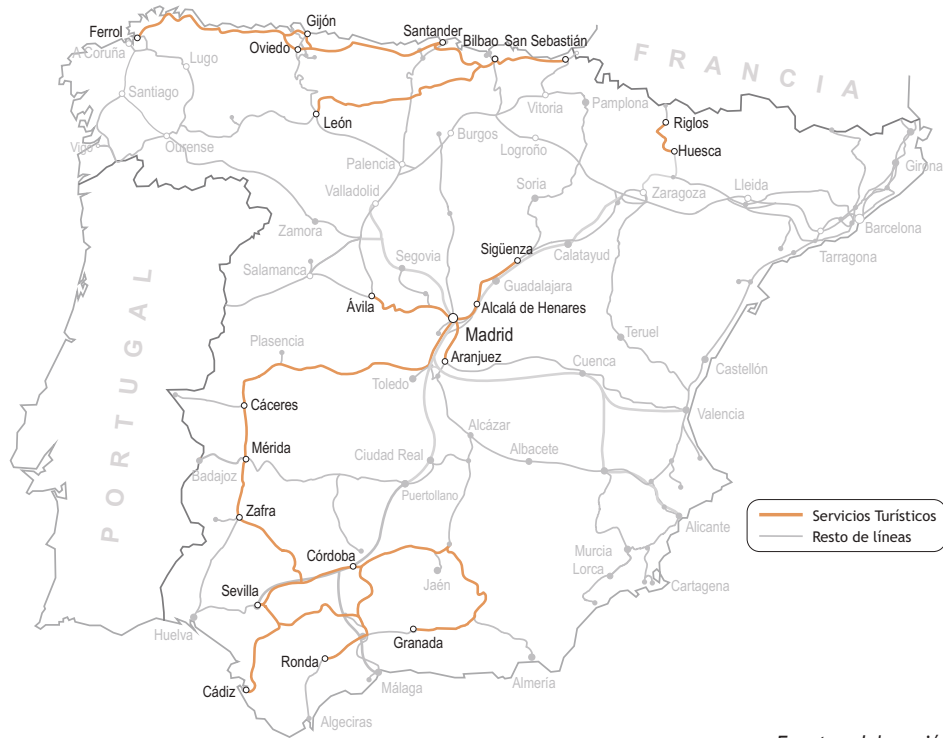 Gijón
Ferrol
Santander
Oviedo
Bilbao
San Sebastián
A Coruña
Lugo
FRANCIA
Santiago
Vitoria
Pamplona
León
Riglos
Burgos
Vigo
Ourense
Logroño
Huesca
Palencia
Girona
Valladolid
Soria
Zaragoza
Lleida
Zamora
Barcelona
Sigüenza
Calatayud
Tarragona
Segovia
Salamanca
Guadalajara
Ávila
Alcalá de Henares
PORTUGAL
Madrid
Teruel
Plasencia
Aranjuez
Cuenca
Castellón
Toledo
Cáceres
Valencia
Alcázar
Mérida
Ciudad Real
Albacete
Badajoz
Puertollano
Zafra
Servicios Turísticos
Resto de líneas
Alicante
Córdoba
Murcia
Lorca
Jaén
Cartagena
Sevilla
Huelva
Granada
Ronda
Cádiz
Málaga
Almería
Algeciras